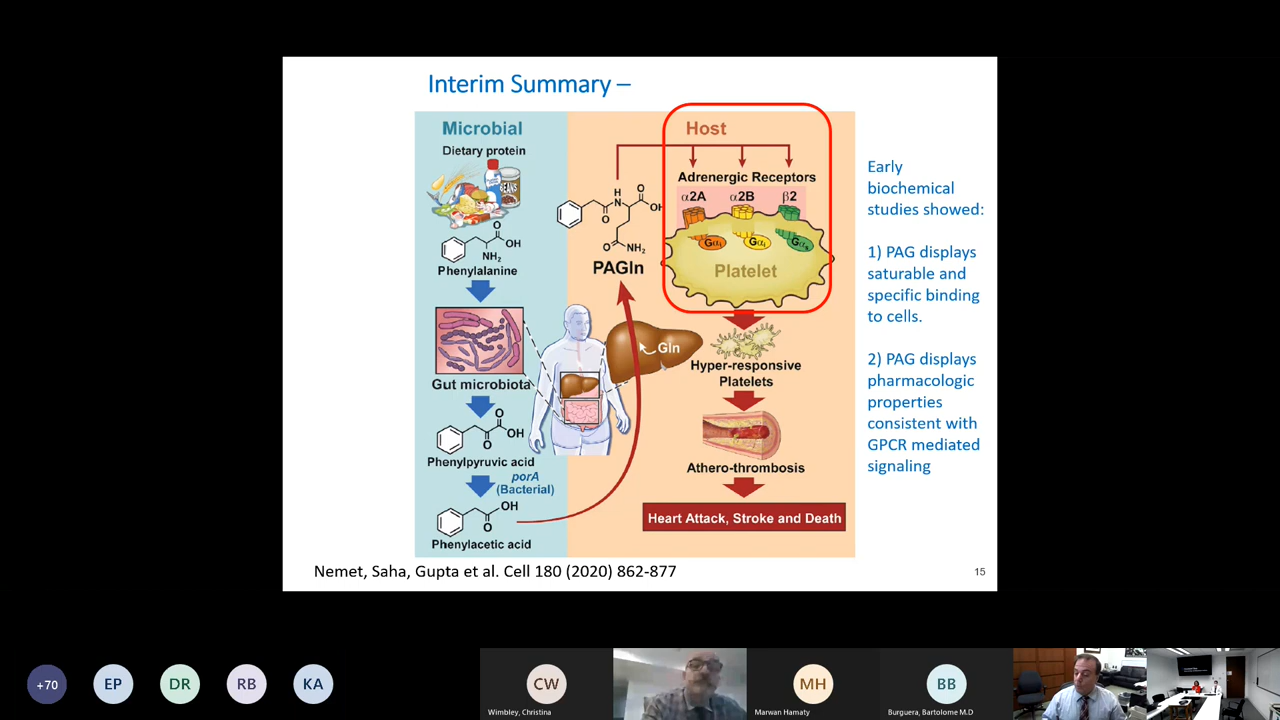 Interim Summary –
Microbial
Dietary protein
O
OH
NH₂
Phenylalanine
Gut microbiota
O
OH
O
Phenylpyruvic acid
porA
(Bacterial)
OH
O
Phenylacetic acid
Host
H
N
O
O
OH
O
NH₂
PAGln
Gln
Adrenergic Receptors
α2A α2B β2
Gαᵢ Gαᵢ Gαₛ
Platelet
Hyper-responsive
Platelets
Athero-thrombosis
Heart Attack, Stroke and Death
Early
biochemical
studies showed:
1) PAG displays
saturable and
specific binding
to cells.
2) PAG displays
pharmacologic
properties
consistent with
GPCR mediated
signaling
Nemet, Saha, Gupta et al. Cell 180 (2020) 862-877
15
+70 EP DR RB KA CW MH BB
Wimbley, Christina
Marwan Hamaty
Burguera, Bartolome M.D